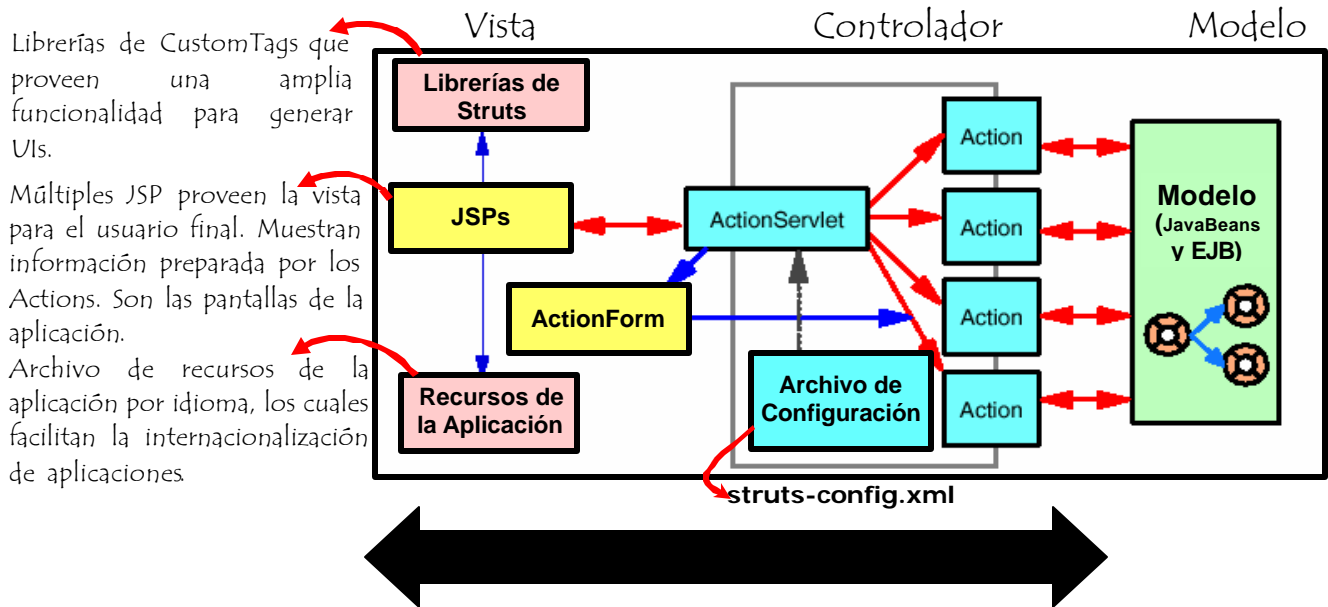 Vista
Controlador
Modelo
Librerías de CustomTags que
proveen una amplia
funcionalidad para generar
UIs.
Múltiples JSP proveen la vista
para el usuario final. Muestran
información preparada por los
Actions. Son las pantallas de la
aplicación.
Archivo de recursos de la
aplicación por idioma, los cuales
facilitan la internacionalización
de aplicaciones.
Librerías de
Struts
JSPs
ActionForm
Recursos de
la Aplicación
ActionServlet
Archivo de
Configuración
struts-config.xml
Action
Action
Action
Action
Modelo
(JavaBeans
y EJB)